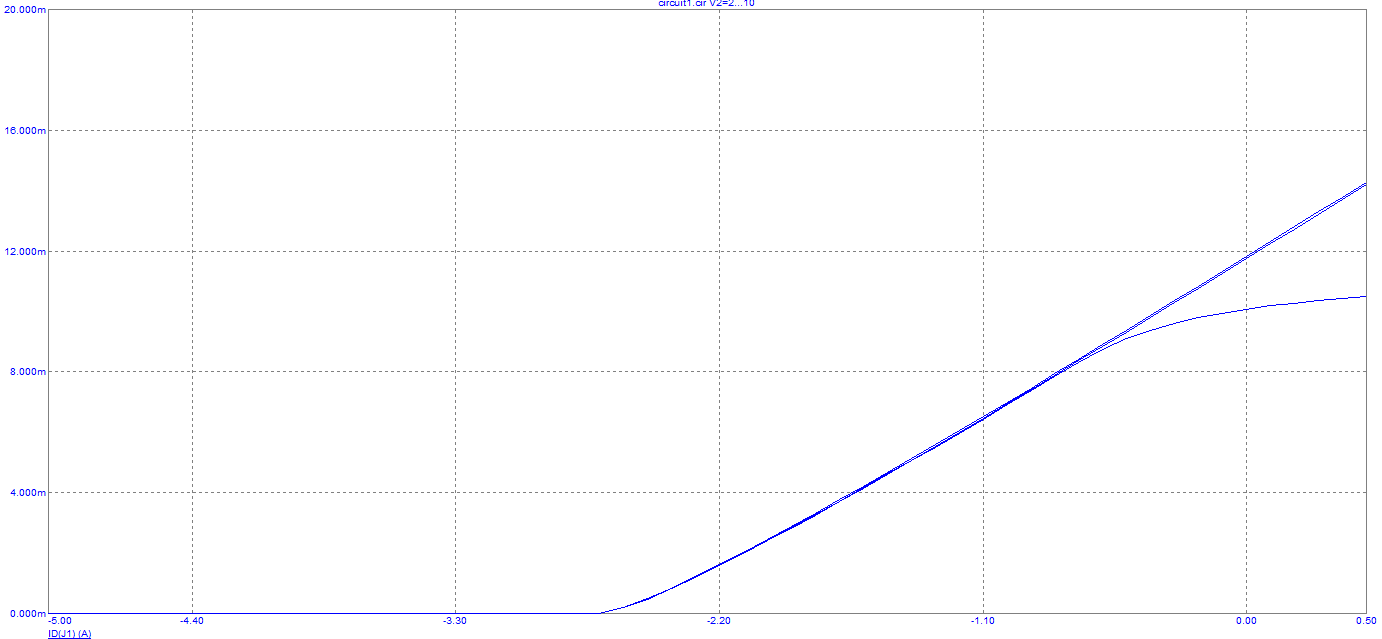 circuit1.cir V2=2...10
20.000m
16.000m
12.000m
8.000m
4.000m
0.000m
-5.00 -4.40 -3.30 -2.20 -1.10 0.00 0.50
ID(J1) (A)